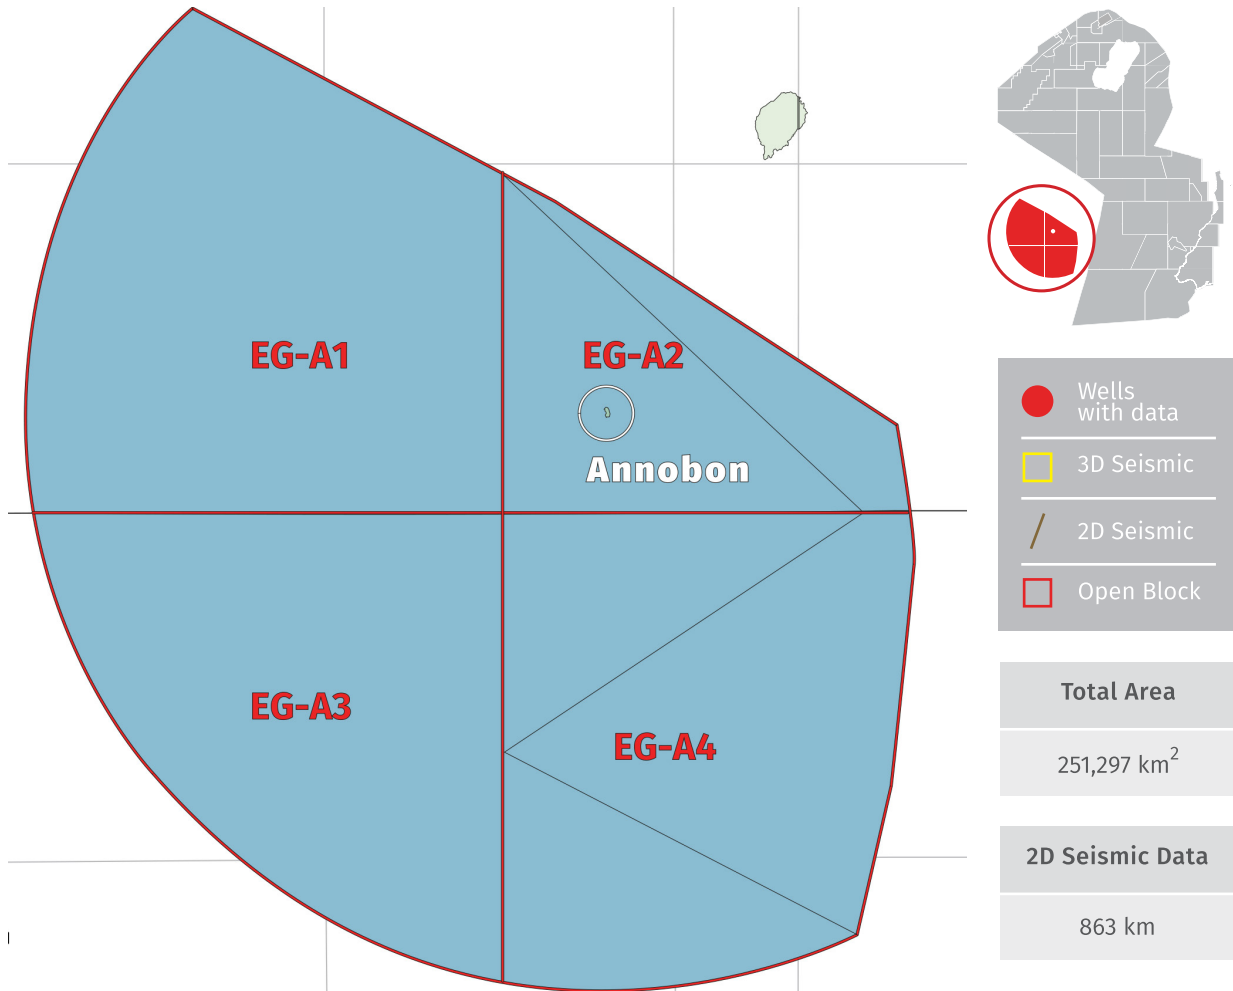 EG-A1
EG-A2
Annobon
EG-A3
EG-A4
Wells
with data
3D Seismic
2D Seismic
Open Block
Total Area
251,297 km²
2D Seismic Data
863 km